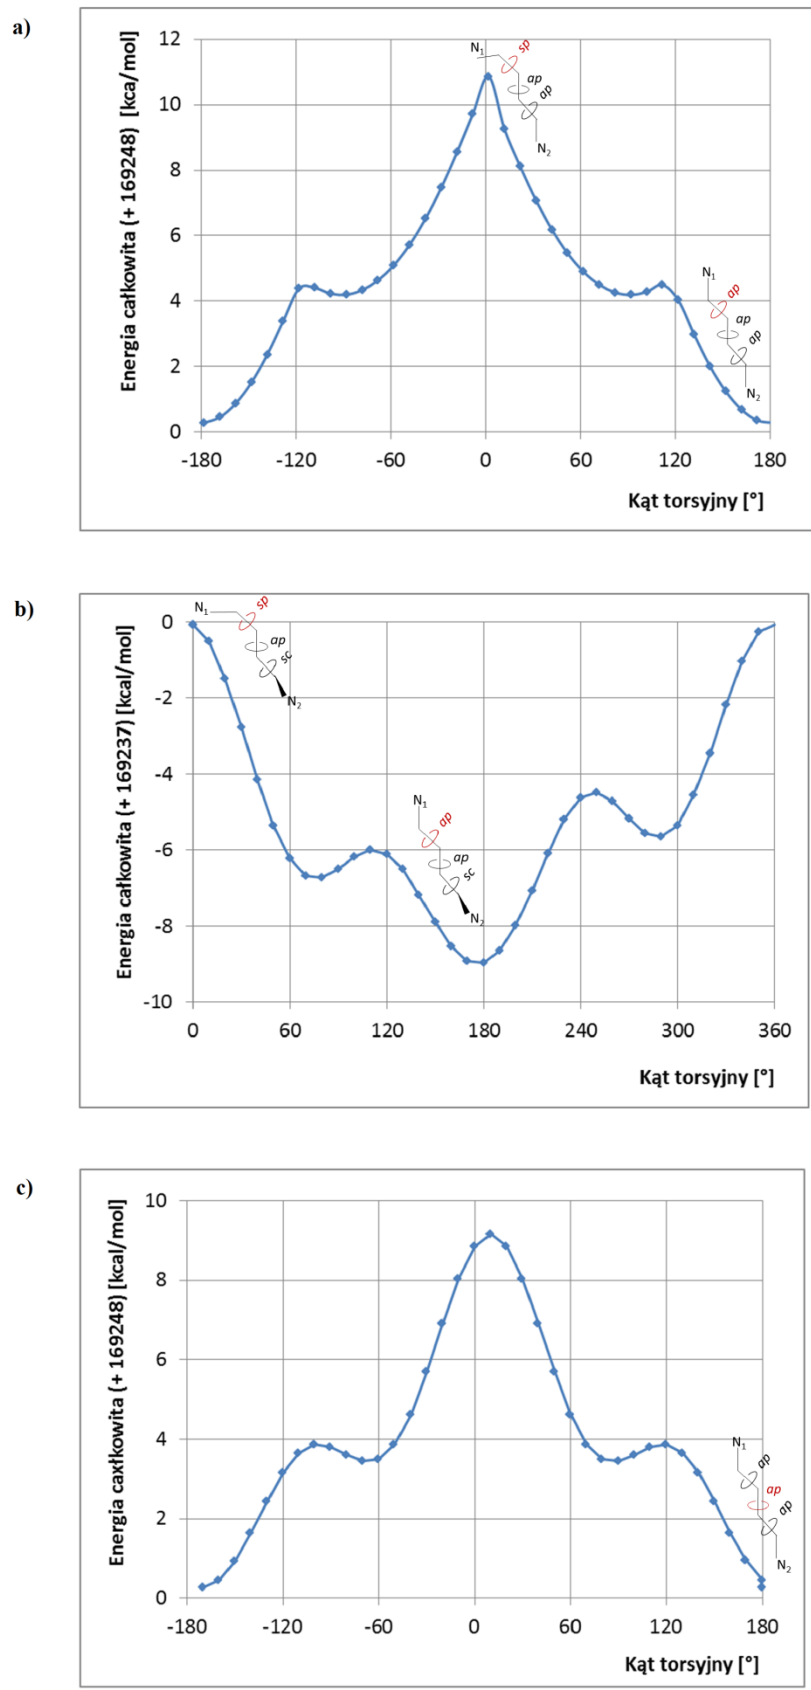 a)
Energia całkowita (+ 169248) [kca/mol]
12
10
8
6
4
2
0
-180 -120 -60 0 60 120 180
Kąt torsyjny [°]
N1 sp ap ap N2
N1 ap ap ap N2
b)
Energia całkowita (+ 169237) [kcal/mol]
0
-2
-4
-6
-8
-10
0 60 120 180 240 300 360
Kąt torsyjny [°]
N1 sp ap sc N2
N1 ap ap sc N2
c)
Energia caxłkowita (+ 169248) [kcal/mol]
10
8
6
4
2
0
-180 -120 -60 0 60 120 180
Kąt torsyjny [°]
N1 ap ap ap N2